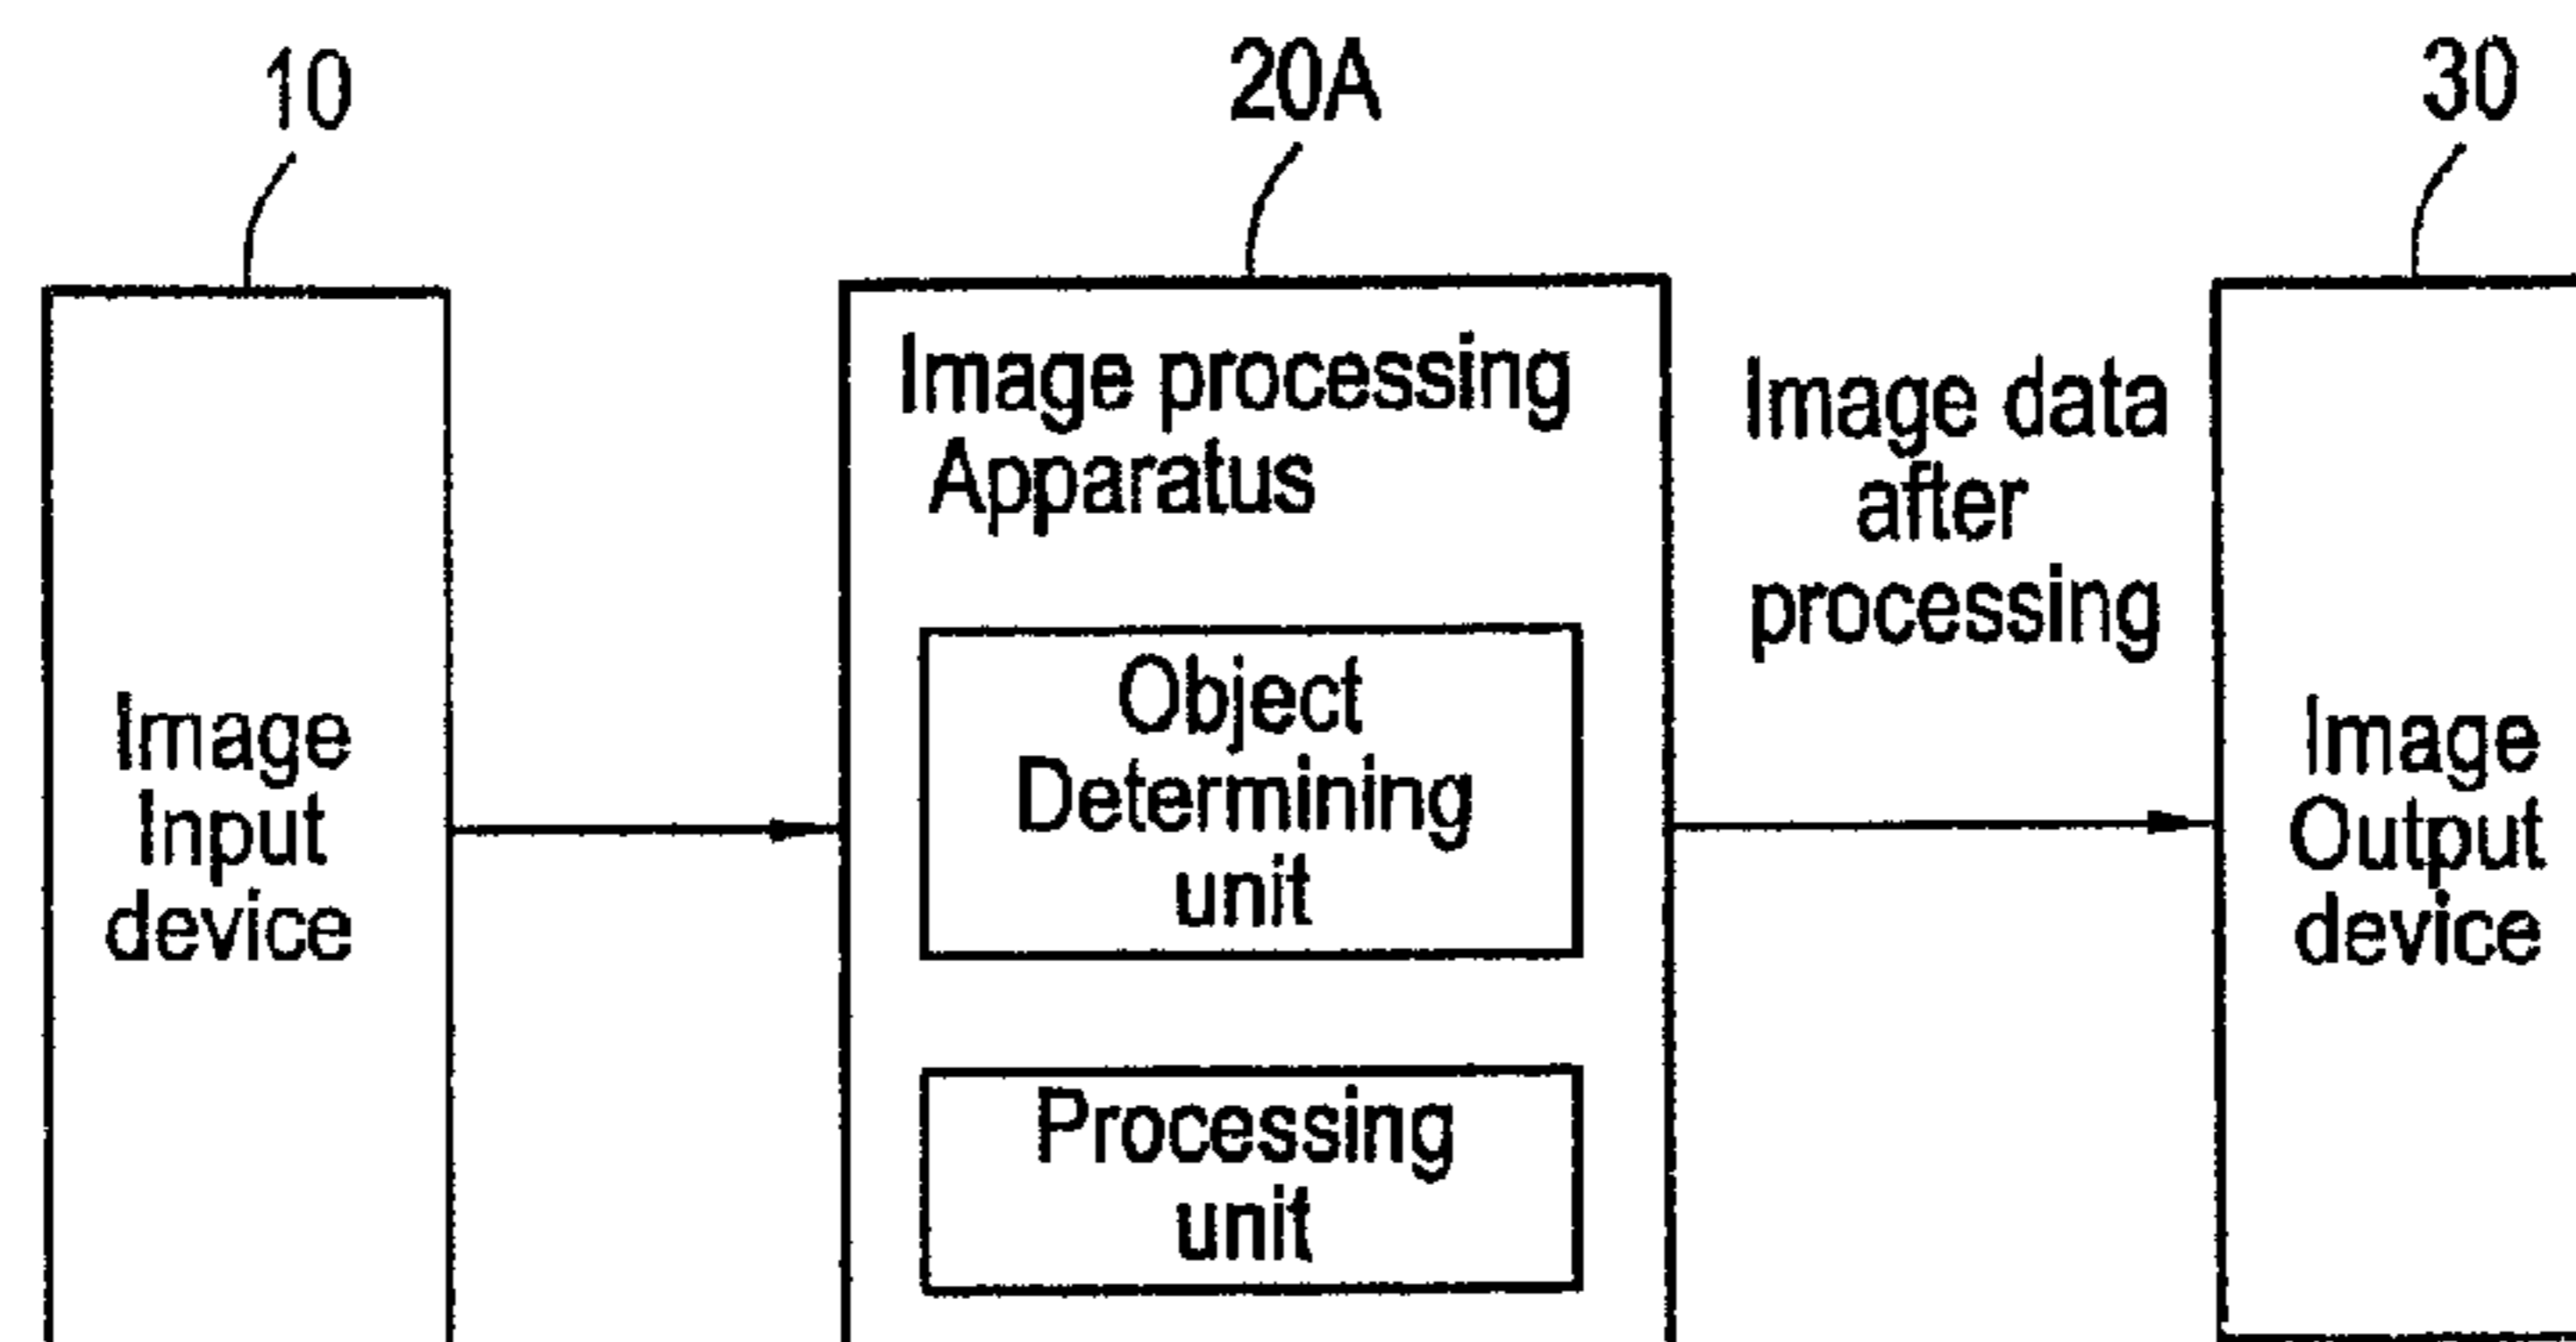 10
20A
30
Image processing
Apparatus
Image data
after
processing
Image
Input
device
Object
Determining
unit
Processing
unit
Image
Output
device